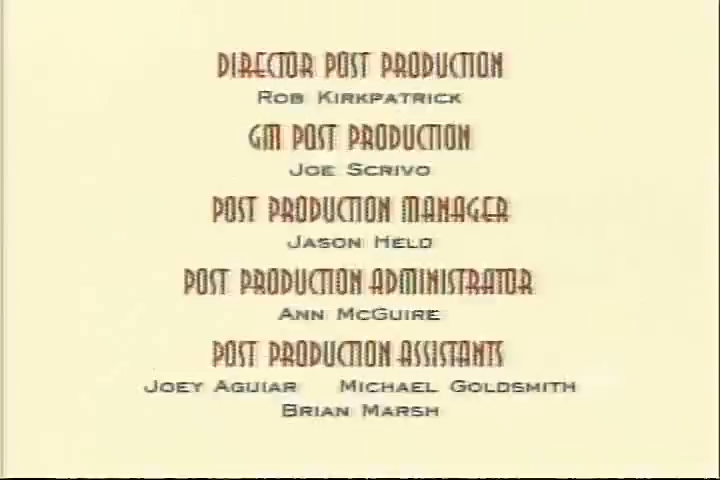 DIRECTOR POST PRODUCTION
ROB KIRKPATRICK
GM POST PRODUCTION
JOE SCRIVO
POST PRODUCTION MANAGER
JASON HELD
POST PRODUCTION ADMINISTRATOR
ANN MCGUIRE
POST PRODUCTION ASSISTANTS
JOEY AGUIAR MICHAEL GOLDSMITH
BRIAN MARSH